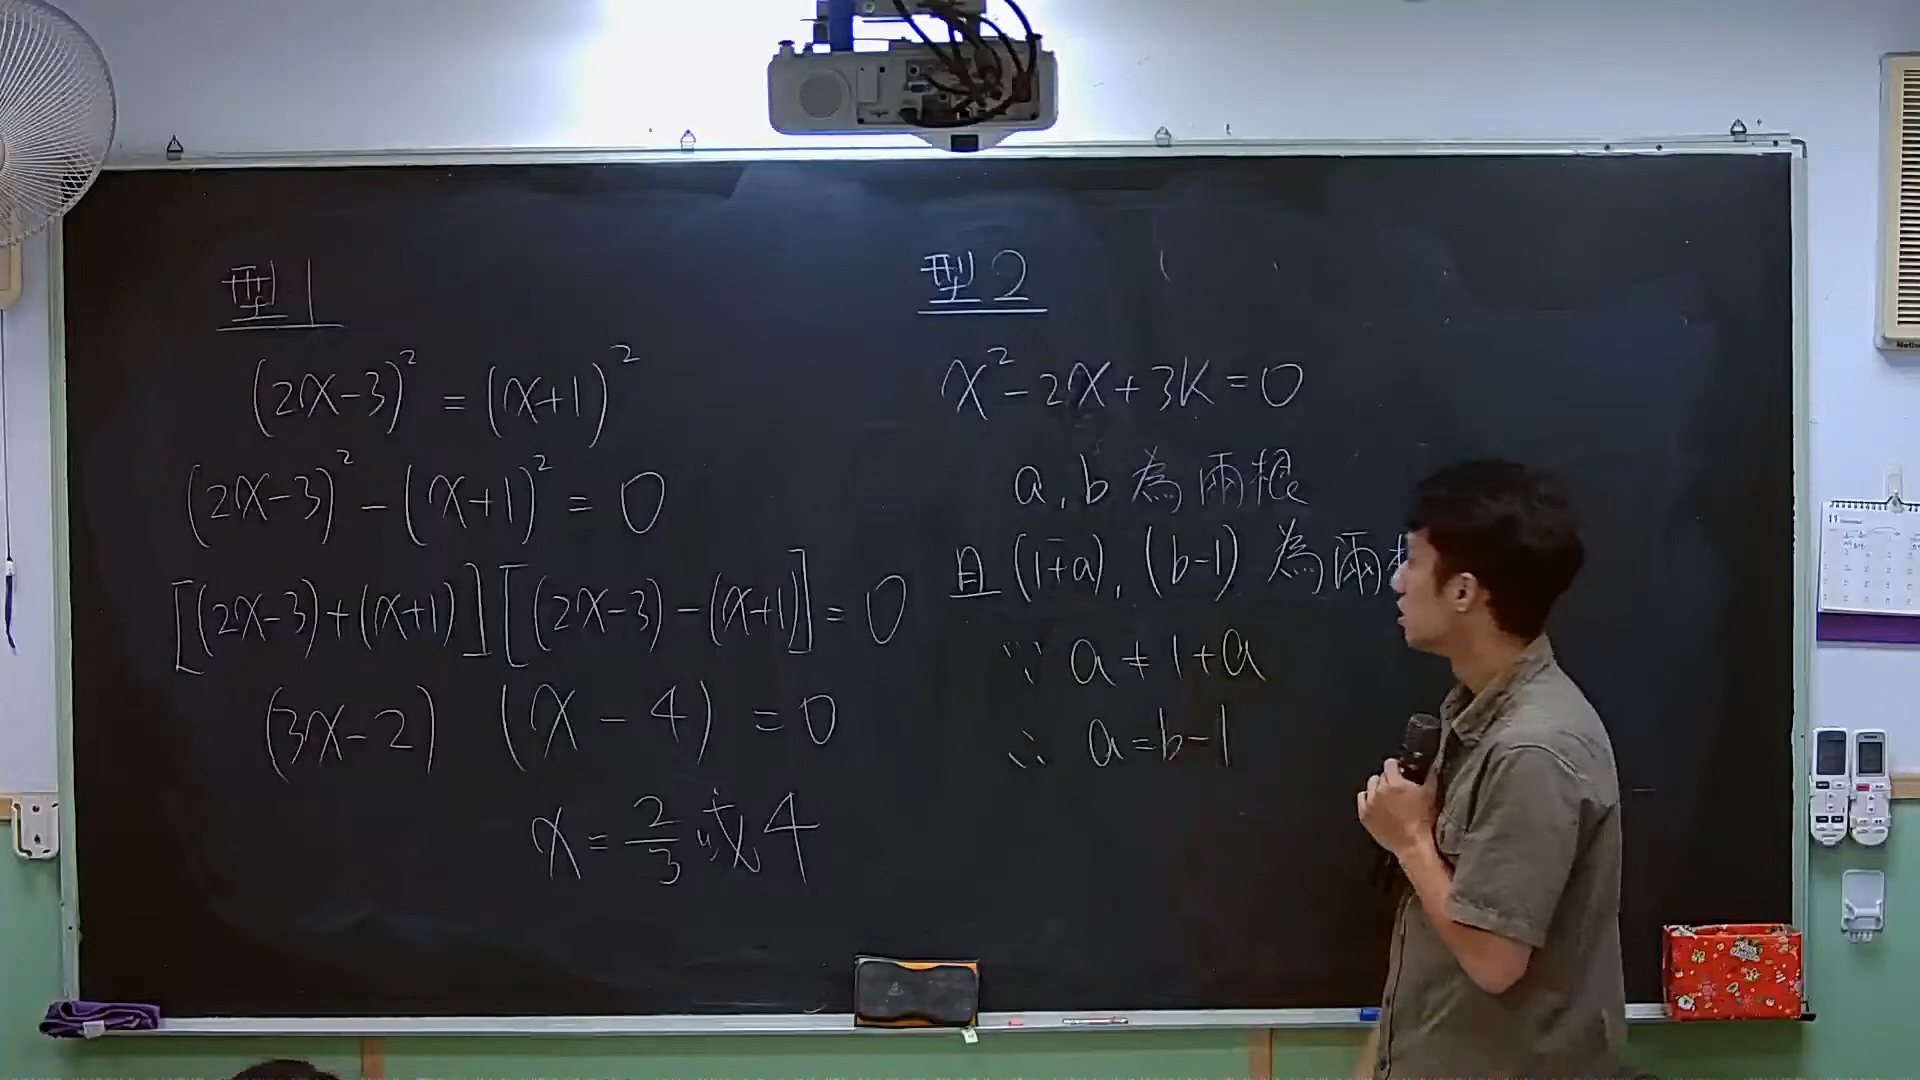 型1
(2x-3)² = (x+1)²
(2x-3)² - (x+1)² = 0
[(2x-3)+(x+1)][(2x-3)-(x+1)] = 0
(3x-2) (x-4) = 0
x = 2/3 或 4
型2
x²-2x+3k=0
a,b 為兩根
且 (1+a), (b-1) 為兩
∵ a ≠ 1+a
∴ a=b-1
11